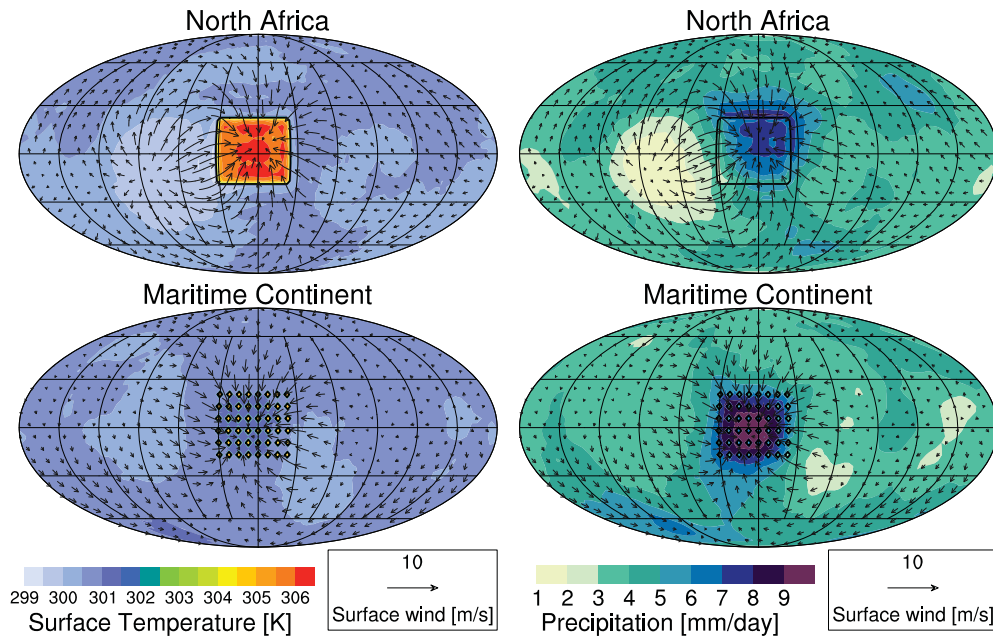 North Africa
North Africa
Maritime Continent
Maritime Continent
299 300 301 302 303 304 305 306
Surface Temperature [K]
10
Surface wind [m/s]
1 2 3 4 5 6 7 8 9
Precipitation [mm/day]
10
Surface wind [m/s]